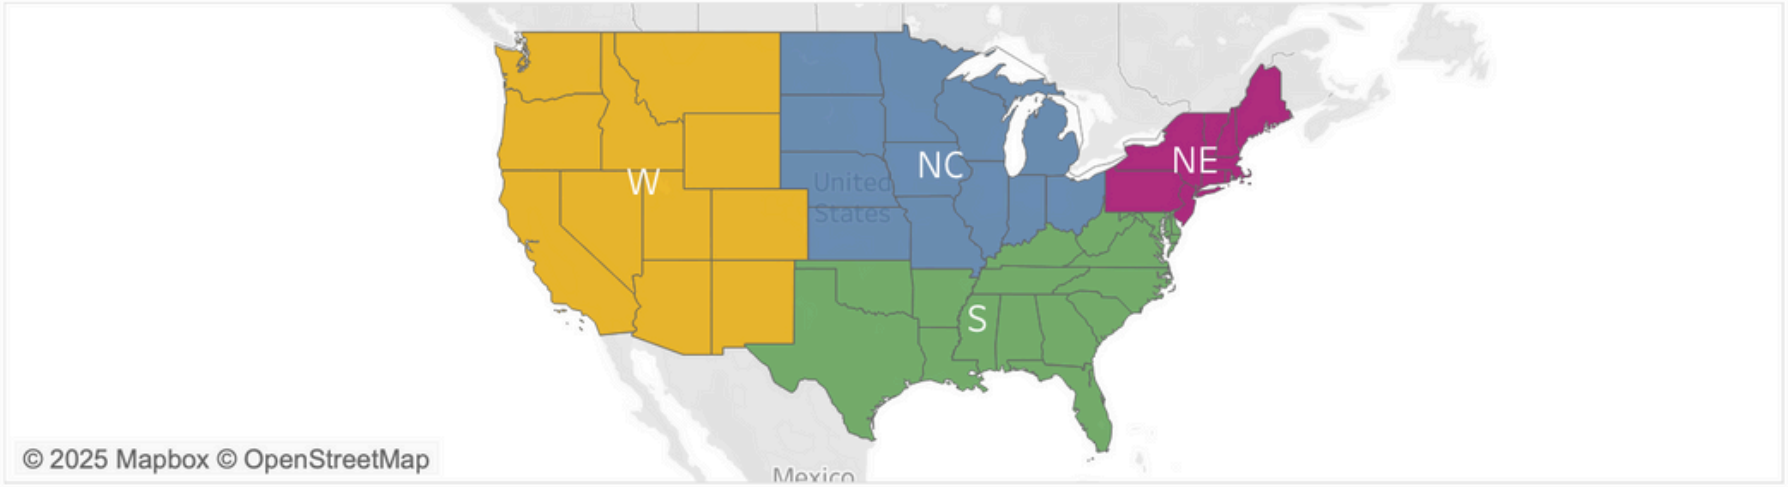 W
NC
NE
United
States
S
© 2025 Mapbox © OpenStreetMap
Mexico